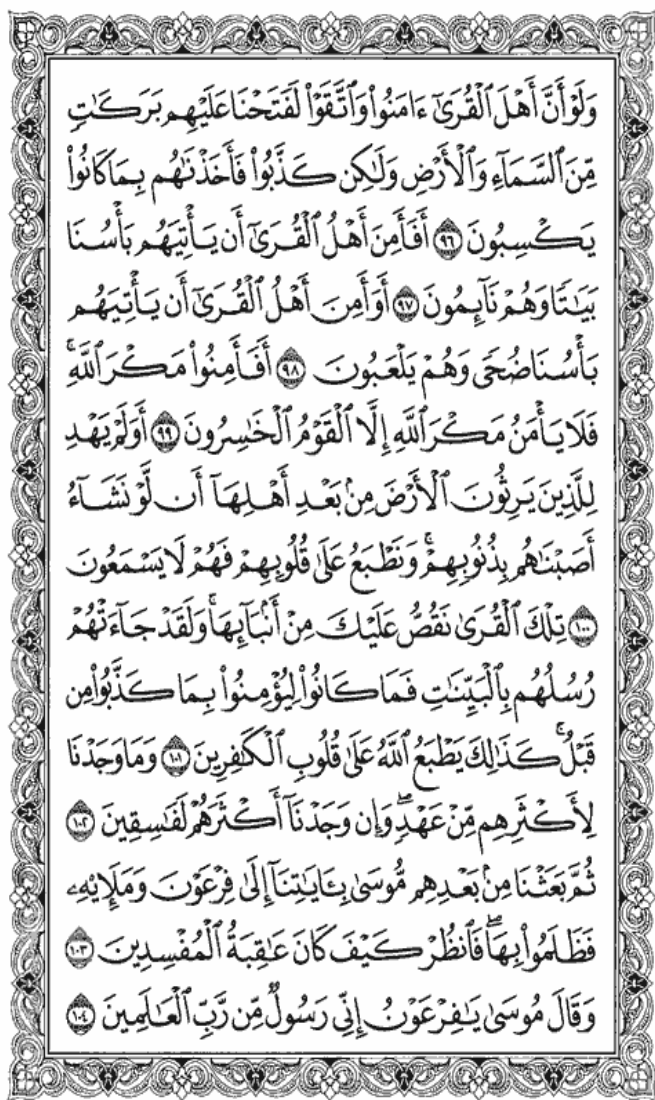 وَلَوۡ أَنَّ أَهۡلَ ٱلۡقُرَىٰٓ ءَامَنُواْ وَٱتَّقَوۡاْ لَفَتَحۡنَا عَلَيۡهِم بَرَكَٰتٖ
مِّنَ ٱلسَّمَآءِ وَٱلۡأَرۡضِ وَلَٰكِن كَذَّبُواْ فَأَخَذۡنَٰهُم بِمَا كَانُواْ
يَكۡسِبُونَ ٩٦ أَفَأَمِنَ أَهۡلُ ٱلۡقُرَىٰٓ أَن يَأۡتِيَهُم بَأۡسُنَا
بَيَٰتٗا وَهُمۡ نَآئِمُونَ ٩٧ أَوَأَمِنَ أَهۡلُ ٱلۡقُرَىٰٓ أَن يَأۡتِيَهُم
بَأۡسُنَا ضُحٗى وَهُمۡ يَلۡعَبُونَ ٩٨ أَفَأَمِنُواْ مَكۡرَ ٱللَّهِۚ
فَلَا يَأۡمَنُ مَكۡرَ ٱللَّهِ إِلَّا ٱلۡقَوۡمُ ٱلۡخَٰسِرُونَ ٩٩ أَوَلَمۡ يَهۡدِ
لِلَّذِينَ يَرِثُونَ ٱلۡأَرۡضَ مِنۢ بَعۡدِ أَهۡلِهَآ أَن لَّوۡ نَشَآءُ
أَصَبۡنَٰهُم بِذُنُوبِهِمۡۚ وَنَطۡبَعُ عَلَىٰ قُلُوبِهِمۡ فَهُمۡ لَا يَسۡمَعُونَ
١٠٠ تِلۡكَ ٱلۡقُرَىٰ نَقُصُّ عَلَيۡكَ مِنۡ أَنۢبَآئِهَاۚ وَلَقَدۡ جَآءَتۡهُمۡ
رُسُلُهُم بِٱلۡبَيِّنَٰتِ فَمَا كَانُواْ لِيُؤۡمِنُواْ بِمَا كَذَّبُواْ مِن
قَبۡلُۚ كَذَٰلِكَ يَطۡبَعُ ٱللَّهُ عَلَىٰ قُلُوبِ ٱلۡكَٰفِرِينَ ١٠١ وَمَا وَجَدۡنَا
لِأَكۡثَرِهِم مِّنۡ عَهۡدٖۖ وَإِن وَجَدۡنَآ أَكۡثَرَهُمۡ لَفَٰسِقِينَ ١٠٢
ثُمَّ بَعَثۡنَا مِنۢ بَعۡدِهِم مُّوسَىٰ بِـَٔايَٰتِنَآ إِلَىٰ فِرۡعَوۡنَ وَمَلَإِيْهِۦ
فَظَلَمُواْ بِهَاۖ فَٱنظُرۡ كَيۡفَ كَانَ عَٰقِبَةُ ٱلۡمُفۡسِدِينَ ١٠٣
وَقَالَ مُوسَىٰ يَٰفِرۡعَوۡنُ إِنِّي رَسُولٞ مِّن رَّبِّ ٱلۡعَٰلَمِينَ ١٠٤